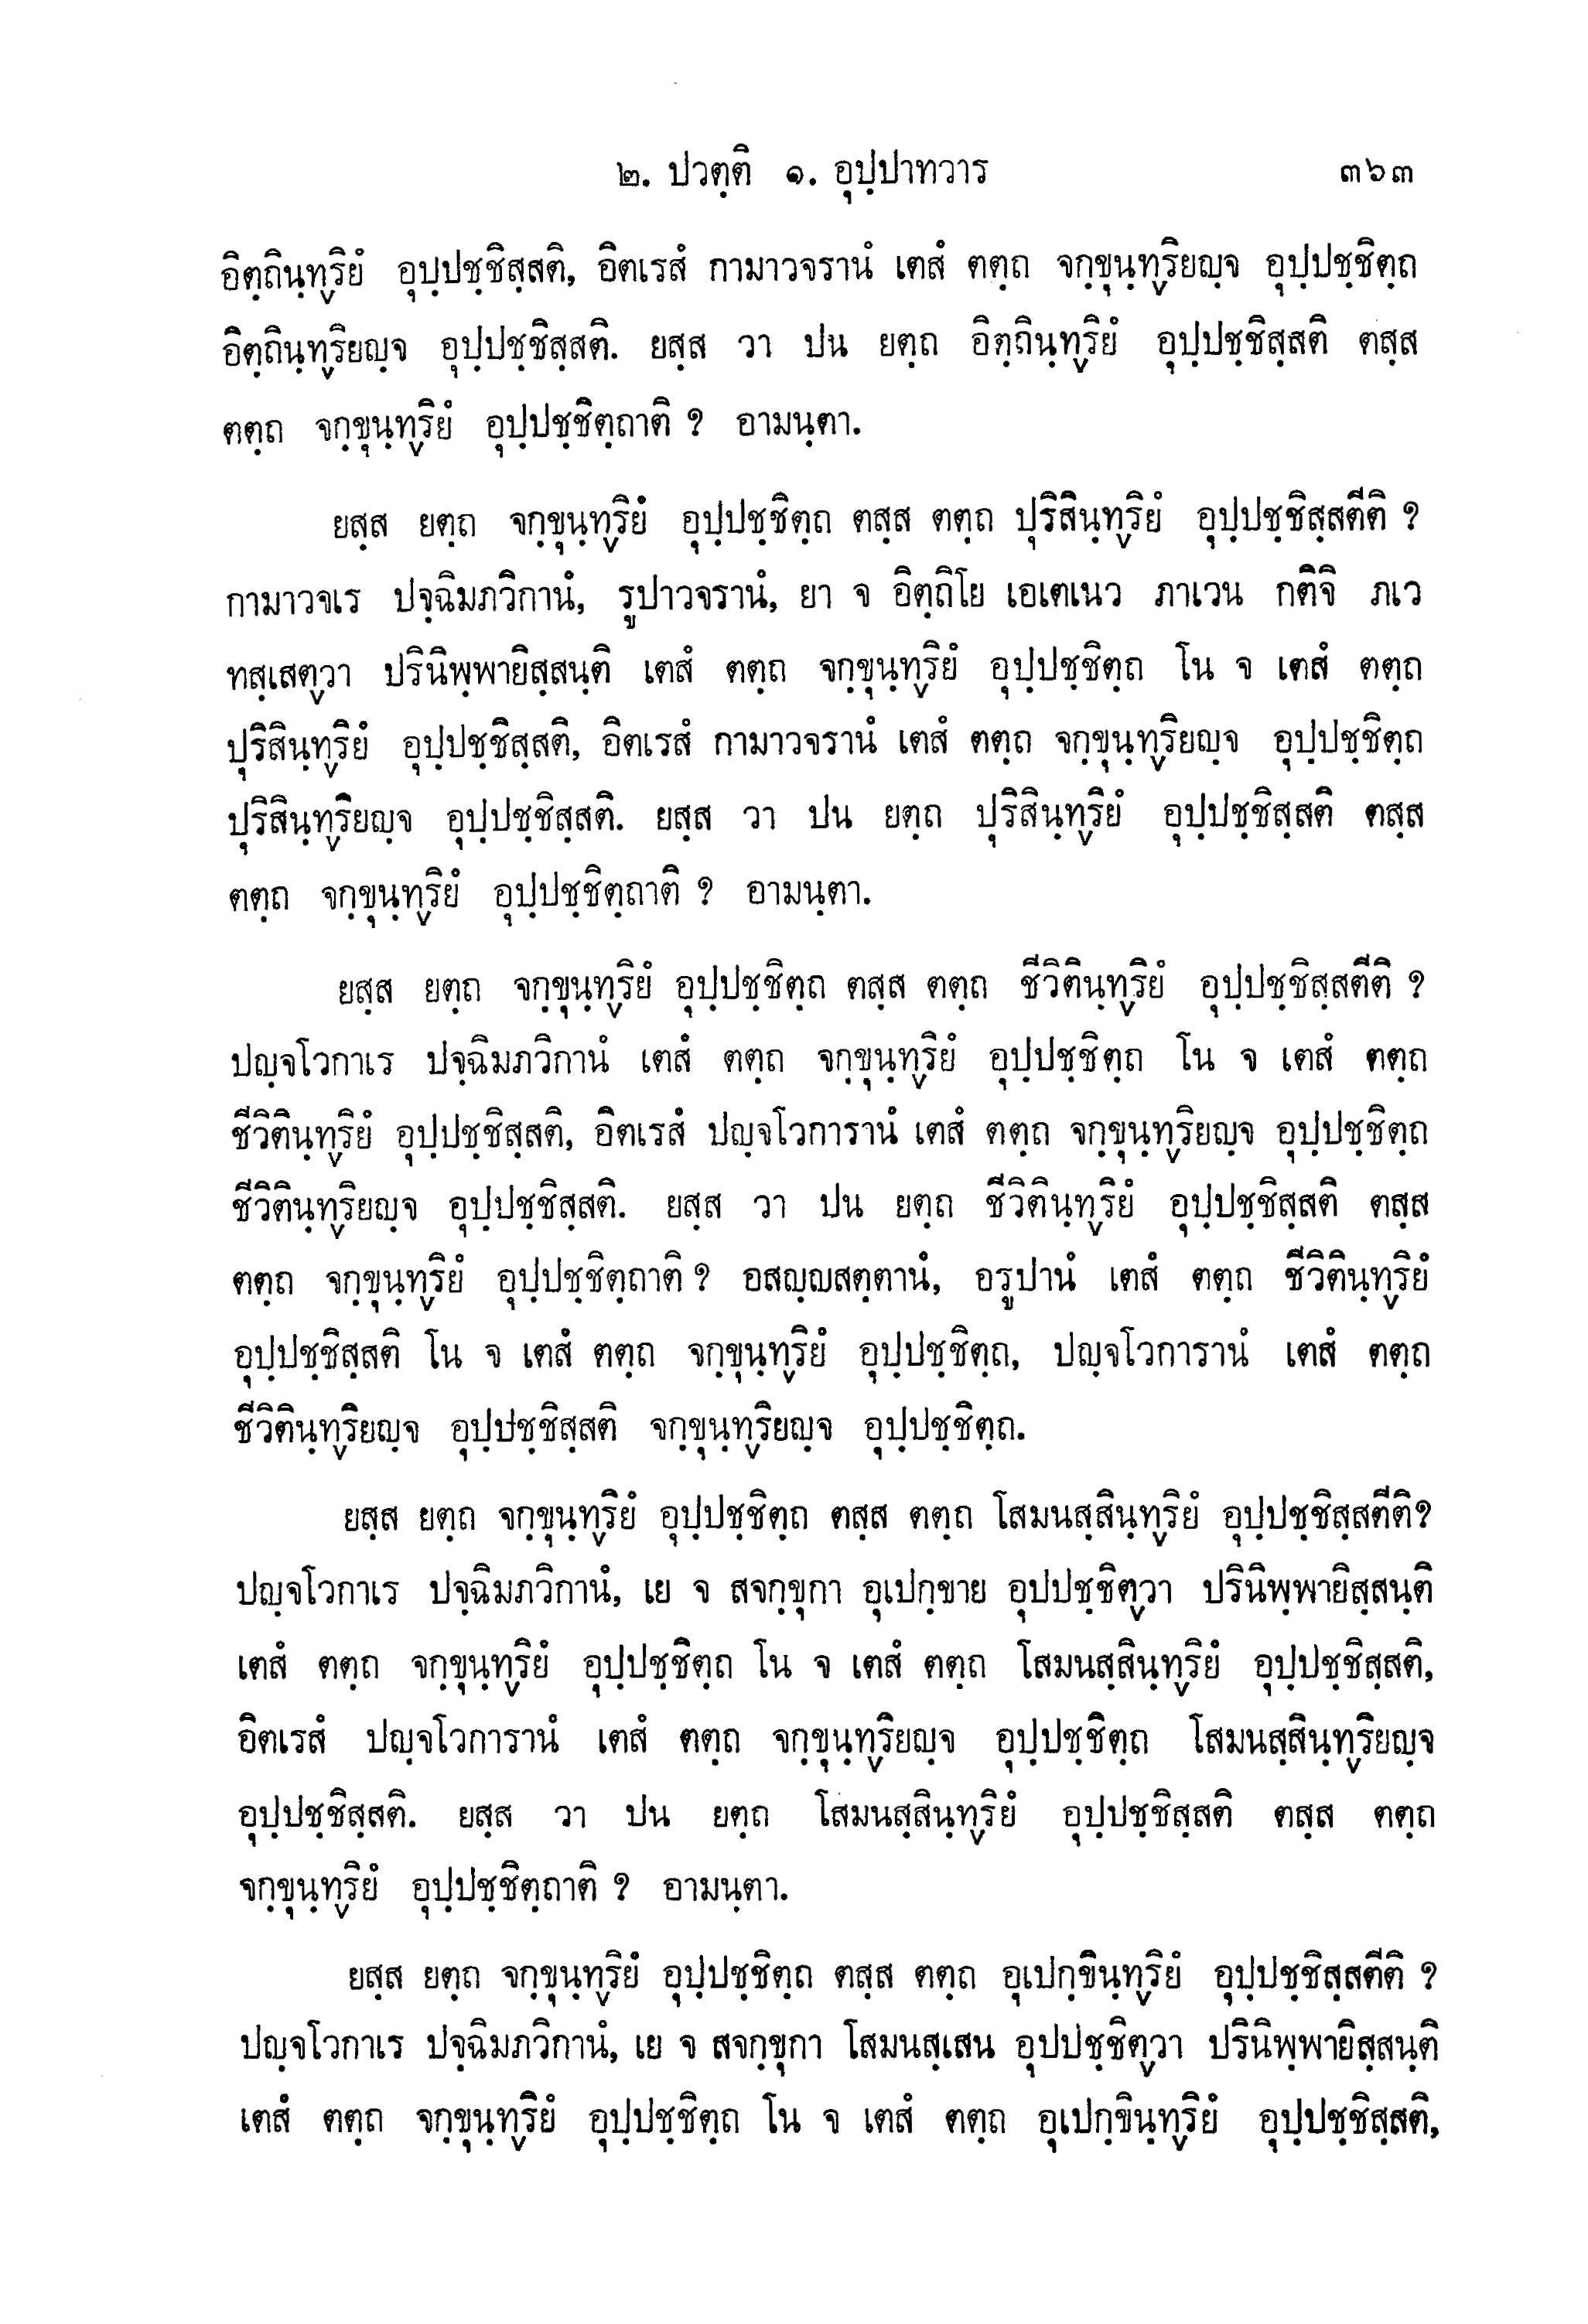 ๒. ปวตฺติ ๑. อุปฺปาทวาร ๓๖๓
อิตฺถินฺทฺริยํ อุปฺปชฺชิสฺสติ, อิตเรสํ กามาวจรานํ เตสํ ตตฺถ จกฺขุนฺทฺริยญฺจ อุปฺปชฺชิตฺถ
อิตฺถินฺทฺริยญฺจ อุปฺปชฺชิสฺสติ. ยสฺส วา ปน ยตฺถ อิตฺถินฺทฺริยํ อุปฺปชฺชิสฺสติ ตสฺส
ตตฺถ จกฺขุนฺทฺริยํ อุปฺปชฺชิตฺถาติ ? อามนฺตา.
ยสฺส ยตฺถ จกฺขุนฺทฺริยํ อุปฺปชฺชิตฺถ ตสฺส ตตฺถ ปุริสินฺทฺริยํ อุปฺปชฺชิสฺสตีติ ?
กามาวจเร ปจฺฉิมภวิกานํ, รูปาวจรานํ, ยา จ อิตฺถิโย เอเตเนว ภาเวน กติจิ ภเว
ทสฺเสตฺวา ปรินิพฺพายิสฺสนฺติ เตสํ ตตฺถ จกฺขุนฺทฺริยํ อุปฺปชฺชิตฺถ โน จ เตสํ ตตฺถ
ปุริสินฺทฺริยํ อุปฺปชฺชิสฺสติ, อิตเรสํ กามาวจรานํ เตสํ ตตฺถ จกฺขุนฺทฺริยญฺจ อุปฺปชฺชิตฺถ
ปุริสินฺทฺริยญฺจ อุปฺปชฺชิสฺสติ. ยสฺส วา ปน ยตฺถ ปุริสินฺทฺริยํ อุปฺปชฺชิสฺสติ ตสฺส
ตตฺถ จกฺขุนฺทฺริยํ อุปฺปชฺชิตฺถาติ ? อามนฺตา.
ยสฺส ยตฺถ จกฺขุนฺทฺริยํ อุปฺปชฺชิตฺถ ตสฺส ตตฺถ ชีวิตินฺทฺริยํ อุปฺปชฺชิสฺสตีติ ?
ปญฺจโวกาเร ปจฺฉิมภวิกานํ เตสํ ตตฺถ จกฺขุนฺทฺริยํ อุปฺปชฺชิตฺถ โน จ เตสํ ตตฺถ
ชีวิตินฺทฺริยํ อุปฺปชฺชิสฺสติ, อิตเรสํ ปญฺจโวการานํ เตสํ ตตฺถ จกฺขุนฺทฺริยญฺจ อุปฺปชฺชิตฺถ
ชีวิตินฺทฺริยญฺจ อุปฺปชฺชิสฺสติ. ยสฺส วา ปน ยตฺถ ชีวิตินฺทฺริยํ อุปฺปชฺชิสฺสติ ตสฺส
ตตฺถ จกฺขุนฺทฺริยํ อุปฺปชฺชิตฺถาติ ? อสญฺญสตฺตานํ, อรูปานํ เตสํ ตตฺถ ชีวิตินฺทฺริยํ
อุปฺปชฺชิสฺสติ โน จ เตสํ ตตฺถ จกฺขุนฺทฺริยํ อุปฺปชฺชิตฺถ, ปญฺจโวการานํ เตสํ ตตฺถ
ชีวิตินฺทฺริยญฺจ อุปฺปชฺชิสฺสติ จกฺขุนฺทฺริยญฺจ อุปฺปชฺชิตฺถ.
ยสฺส ยตฺถ จกฺขุนฺทฺริยํ อุปฺปชฺชิตฺถ ตสฺส ตตฺถ โสมนสฺสินฺทฺริยํ อุปฺปชฺชิสฺสตีติ?
ปญฺจโวกาเร ปจฺฉิมภวิกานํ, เย จ สจกฺขุกา อุเปกฺขาย อุปปชฺชิตฺวา ปรินิพฺพายิสฺสนฺติ
เตสํ ตตฺถ จกฺขุนฺทฺริยํ อุปฺปชฺชิตฺถ โน จ เตสํ ตตฺถ โสมนสฺสินฺทฺริยํ อุปฺปชฺชิสฺสติ,
อิตเรสํ ปญฺจโวการานํ เตสํ ตตฺถ จกฺขุนฺทฺริยญฺจ อุปฺปชฺชิตฺถ โสมนสฺสินฺทฺริยญฺจ
อุปฺปชฺชิสฺสติ. ยสฺส วา ปน ยตฺถ โสมนสฺสินฺทฺริยํ อุปฺปชฺชิสฺสติ ตสฺส ตตฺถ
จกฺขุนฺทฺริยํ อุปฺปชฺชิตฺถาติ ? อามนฺตา.
ยสฺส ยตฺถ จกฺขุนฺทฺริยํ อุปฺปชฺชิตฺถ ตสฺส ตตฺถ อุเปกฺขินฺทฺริยํ อุปฺปชฺชิสฺสตีติ ?
ปญฺจโวกาเร ปจฺฉิมภวิกานํ, เย จ สจกฺขุกา โสมนสฺเสน อุปปชฺชิตฺวา ปรินิพฺพายิสฺสนฺติ
เตสํ ตตฺถ จกฺขุนฺทฺริยํ อุปฺปชฺชิตฺถ โน จ เตสํ ตตฺถ อุเปกฺขินฺทฺริยํ อุปฺปชฺชิสฺสติ,